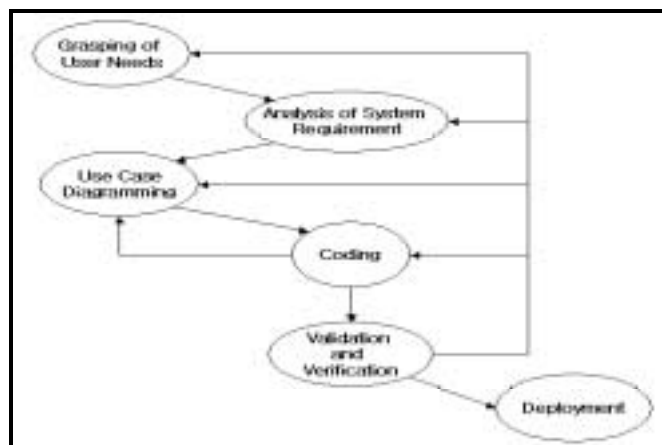 Grasping of
User Needs
Analysis of System
Requirement
Use Case
Diagramming
Coding
Validation
and
Verification
Deployment